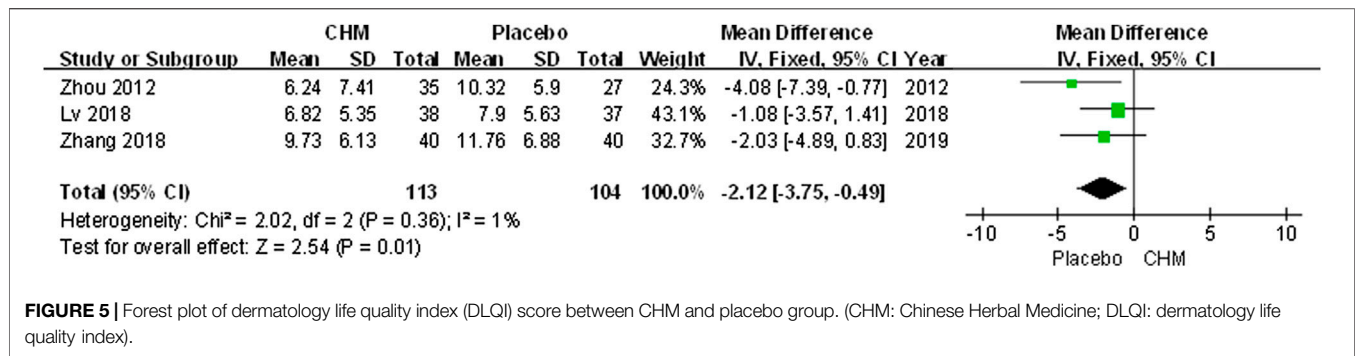 CHM Placebo Mean Difference Mean Difference
Study or Subgroup Mean SD Total Mean SD Total Weight IV, Fixed, 95% CI Year IV, Fixed, 95% CI
Zhou 2012 6.24 7.41 35 10.32 5.9 27 24.3% -4.08 [-7.39, -0.77] 2012
Lv 2018 6.82 5.35 38 7.9 5.63 37 43.1% -1.08 [-3.57, 1.41] 2018
Zhang 2018 9.73 6.13 40 11.76 6.88 40 32.7% -2.03 [-4.89, 0.83] 2019
Total (95% CI) 113 104 100.0% -2.12 [-3.75, -0.49]
Heterogeneity: Chi² = 2.02, df = 2 (P = 0.36); I² = 1%
Test for overall effect: Z = 2.54 (P = 0.01)
-10 -5 0 5 10
Placebo CHM
FIGURE 5 | Forest plot of dermatology life quality index (DLQI) score between CHM and placebo group. (CHM: Chinese Herbal Medicine; DLQI: dermatology life
quality index).